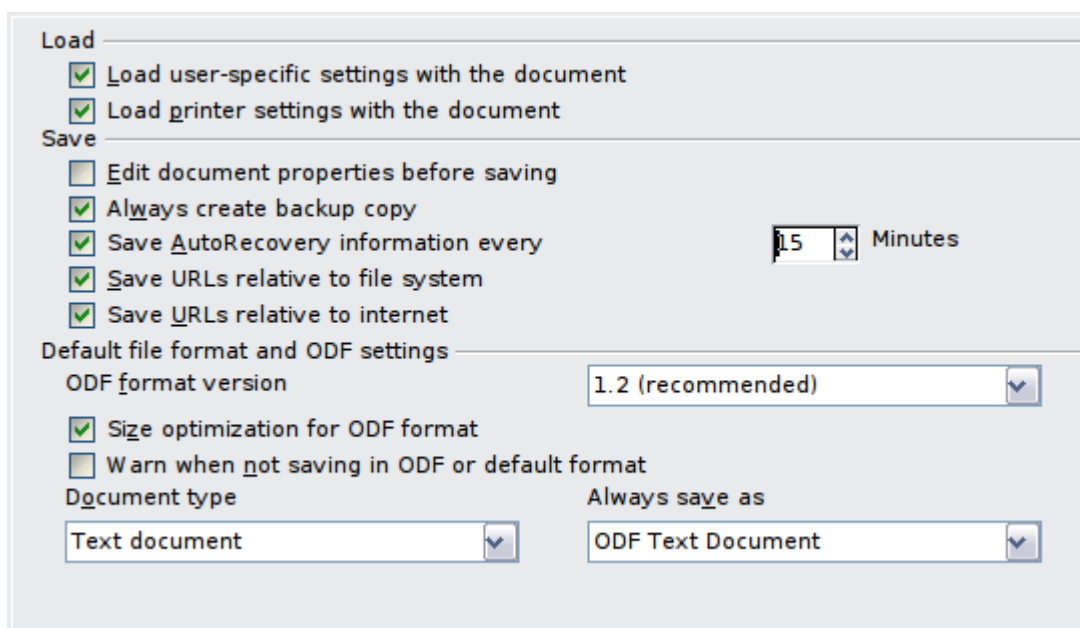 Load
Load user-specific settings with the document
Load printer settings with the document
Save
Edit document properties before saving
Always create backup copy
Save AutoRecovery information every 15 Minutes
Save URLs relative to file system
Save URLs relative to internet
Default file format and ODF settings
ODF format version 1.2 (recommended)
Size optimization for ODF format
Warn when not saving in ODF or default format
Document type Always save as
Text document ODF Text Document